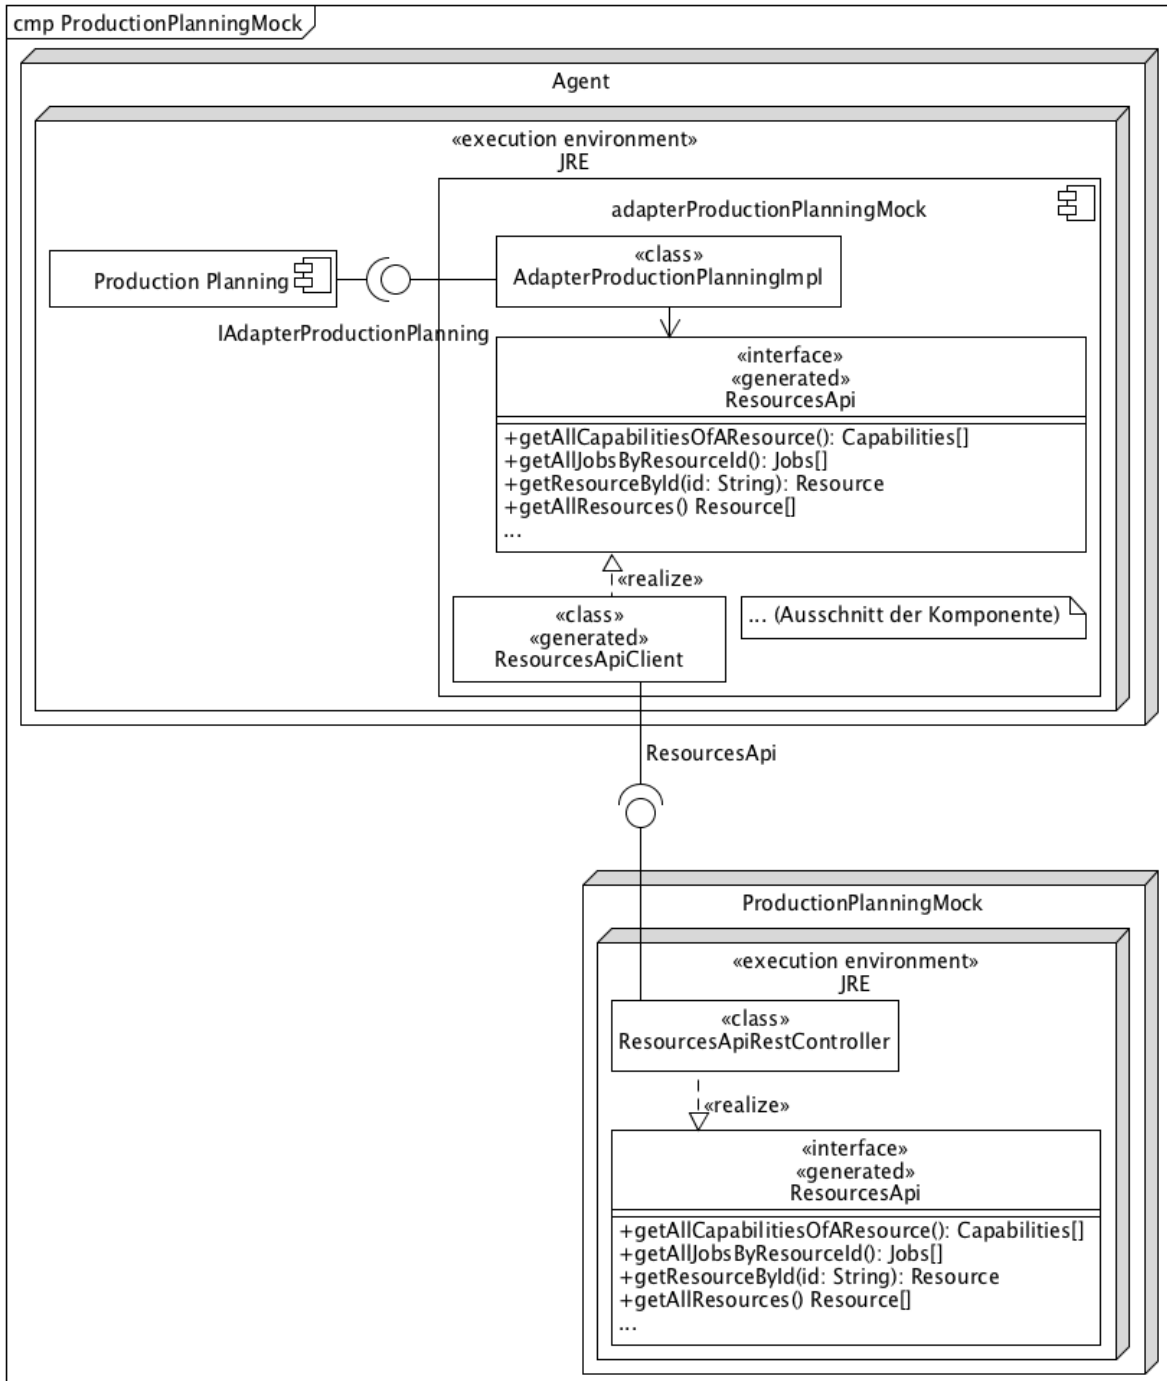 cmp ProductionPlanningMock
Agent
«execution environment»
JRE
adapterProductionPlanningMock
«class»
AdapterProductionPlanningImpl
Production Planning
IAdapterProductionPlanning
«interface»
«generated»
ResourcesApi
+getAllCapabilitiesOfAResource(): Capabilities[]
+getAllJobsByResourceId(): Jobs[]
+getResourceById(id: String): Resource
+getAllResources() Resource[]
...
«realize»
«class»
«generated»
ResourcesApiClient
... (Ausschnitt der Komponente)
ResourcesApi
ProductionPlanningMock
«execution environment»
JRE
«class»
ResourcesApiRestController
«realize»
«interface»
«generated»
ResourcesApi
+getAllCapabilitiesOfAResource(): Capabilities[]
+getAllJobsByResourceId(): Jobs[]
+getResourceById(id: String): Resource
+getAllResources() Resource[]
...